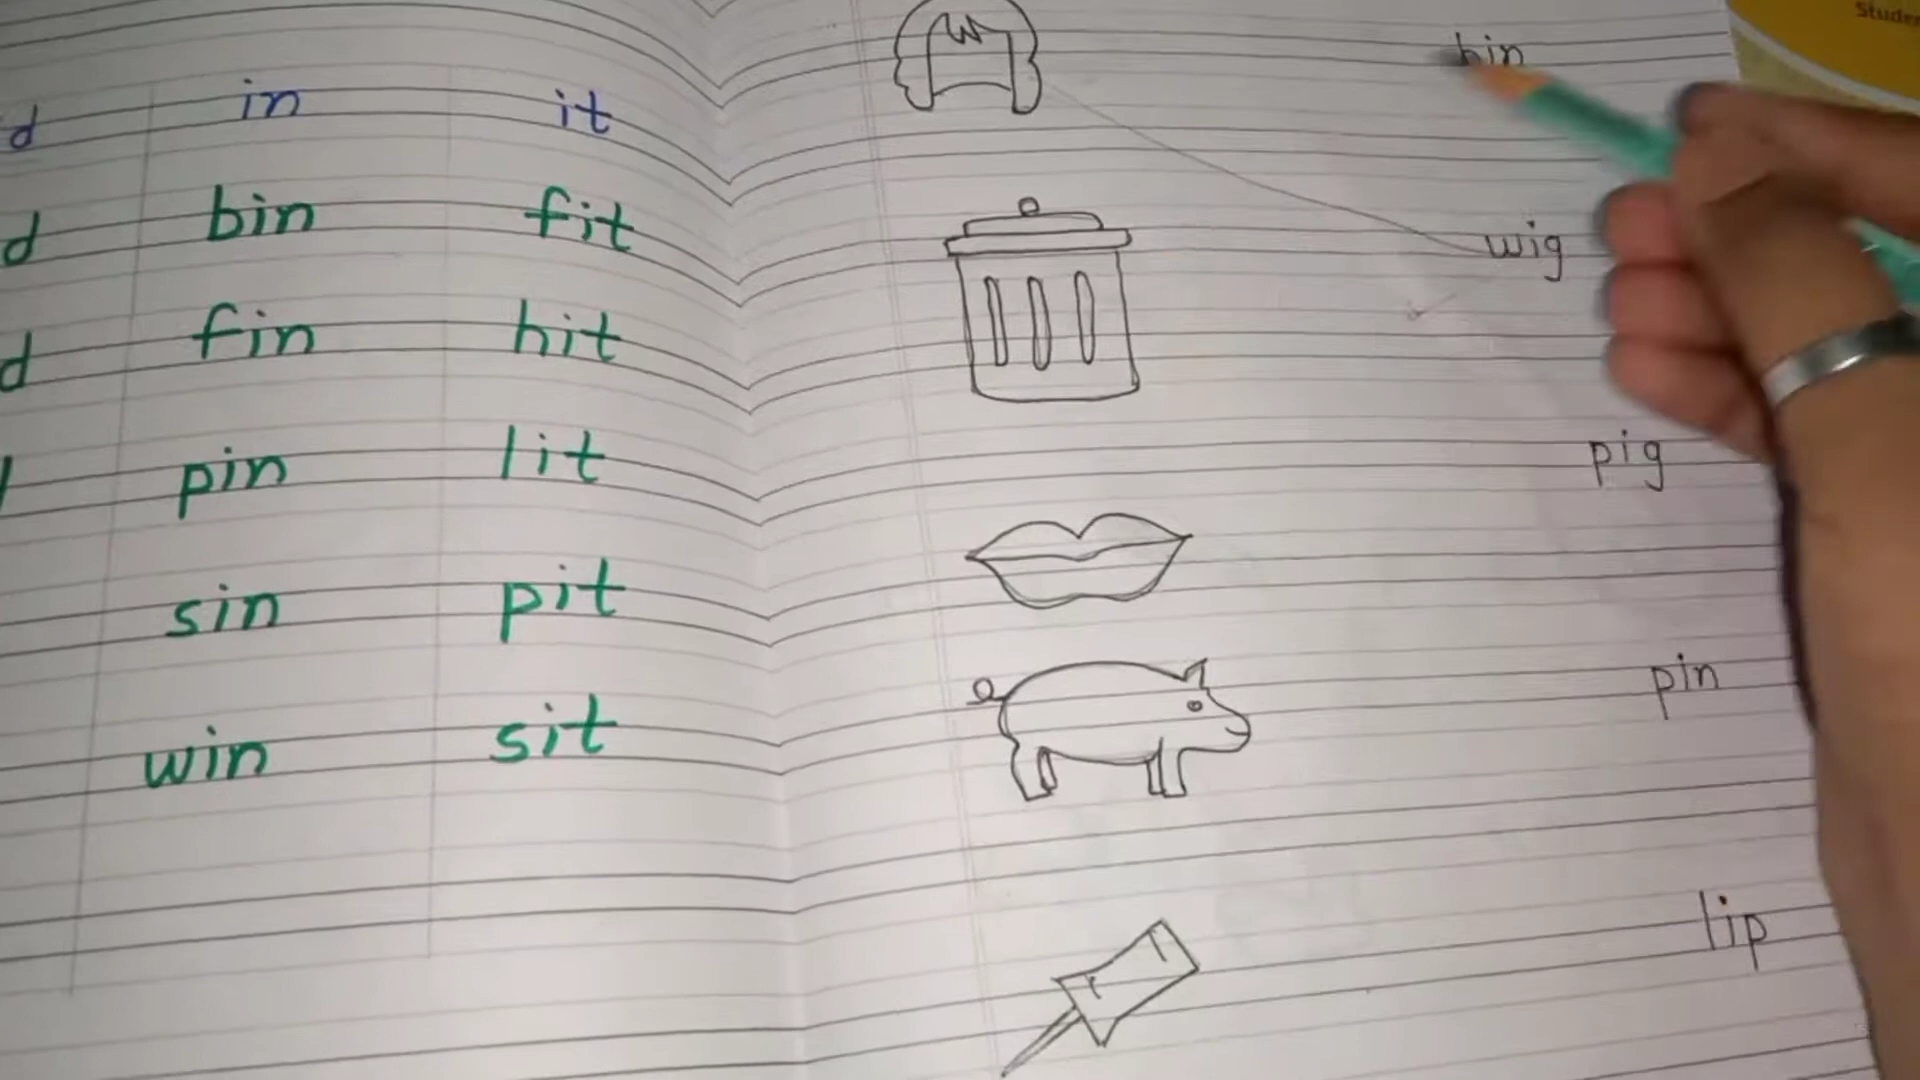 d in it
d bin fit
d fin hit
pin lit
sin pit
win sit
bin
wig
pig
pin
lip